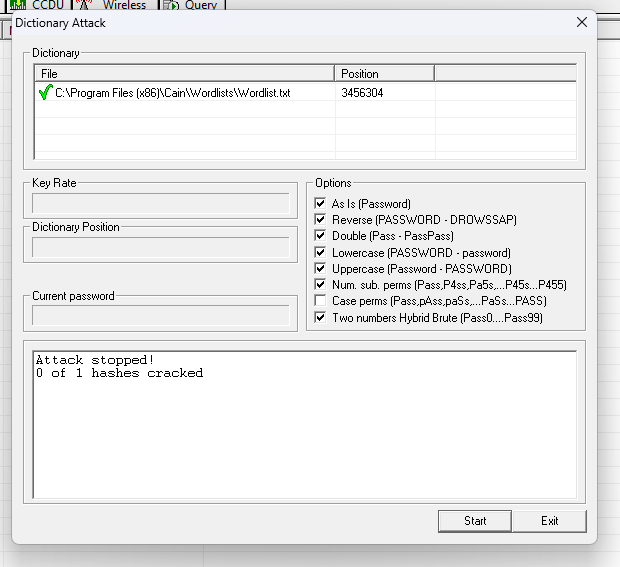 CCDU Wireless Query
Dictionary Attack
Dictionary
File Position
C:\Program Files (x86)\Cain\Wordlists\Wordlist.txt 3456304
Key Rate
Dictionary Position
Current password
Options
As Is (Password)
Reverse (PASSWORD - DROWSSAP)
Double (Pass - PassPass)
Lowercase (PASSWORD - password)
Uppercase (Password - PASSWORD)
Num. sub. perms (Pass,P4ss,Pa5s,...P45s...P455)
Case perms (Pass,pAss,paSs,...PaSs...PASS)
Two numbers Hybrid Brute (Pass0....Pass99)
Attack stopped!
0 of 1 hashes cracked
Start Exit